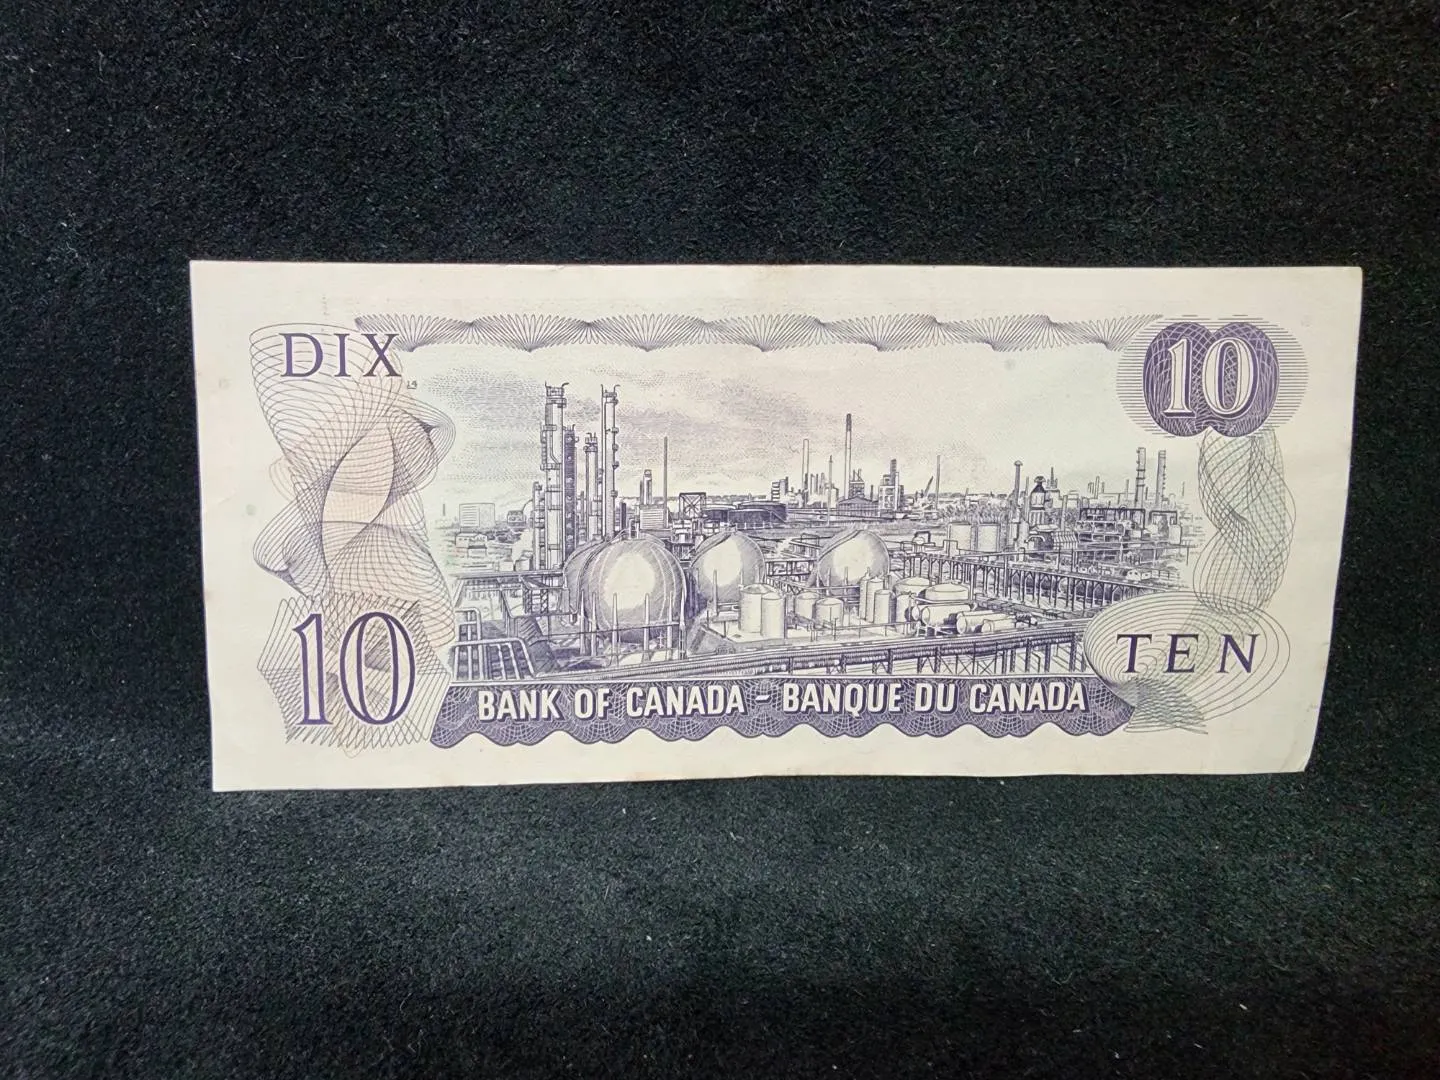 DIX
10
10
TEN
BANK OF CANADA - BANQUE DU CANADA